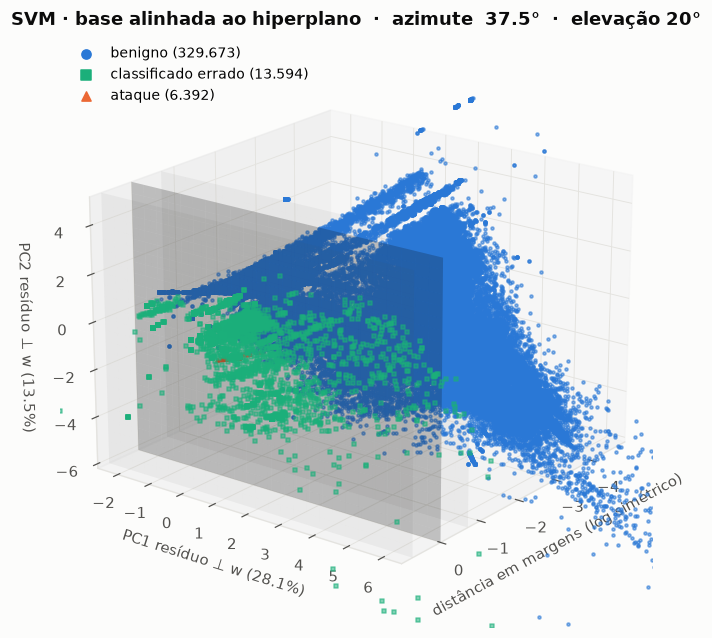 SVM · base alinhada ao hiperplano · azimute 37.5° · elevação 20°
benigno (329.673)
classificado errado (13.594)
ataque (6.392)
4
2
0
−2
−4
−6
PC2 resíduo ⊥ w (13.5%)
−2
−1
0
1
2
3
4
5
6
PC1 resíduo ⊥ w (28.1%)
0
−1
−2
−3
−4
distância em margens (log simétrico)